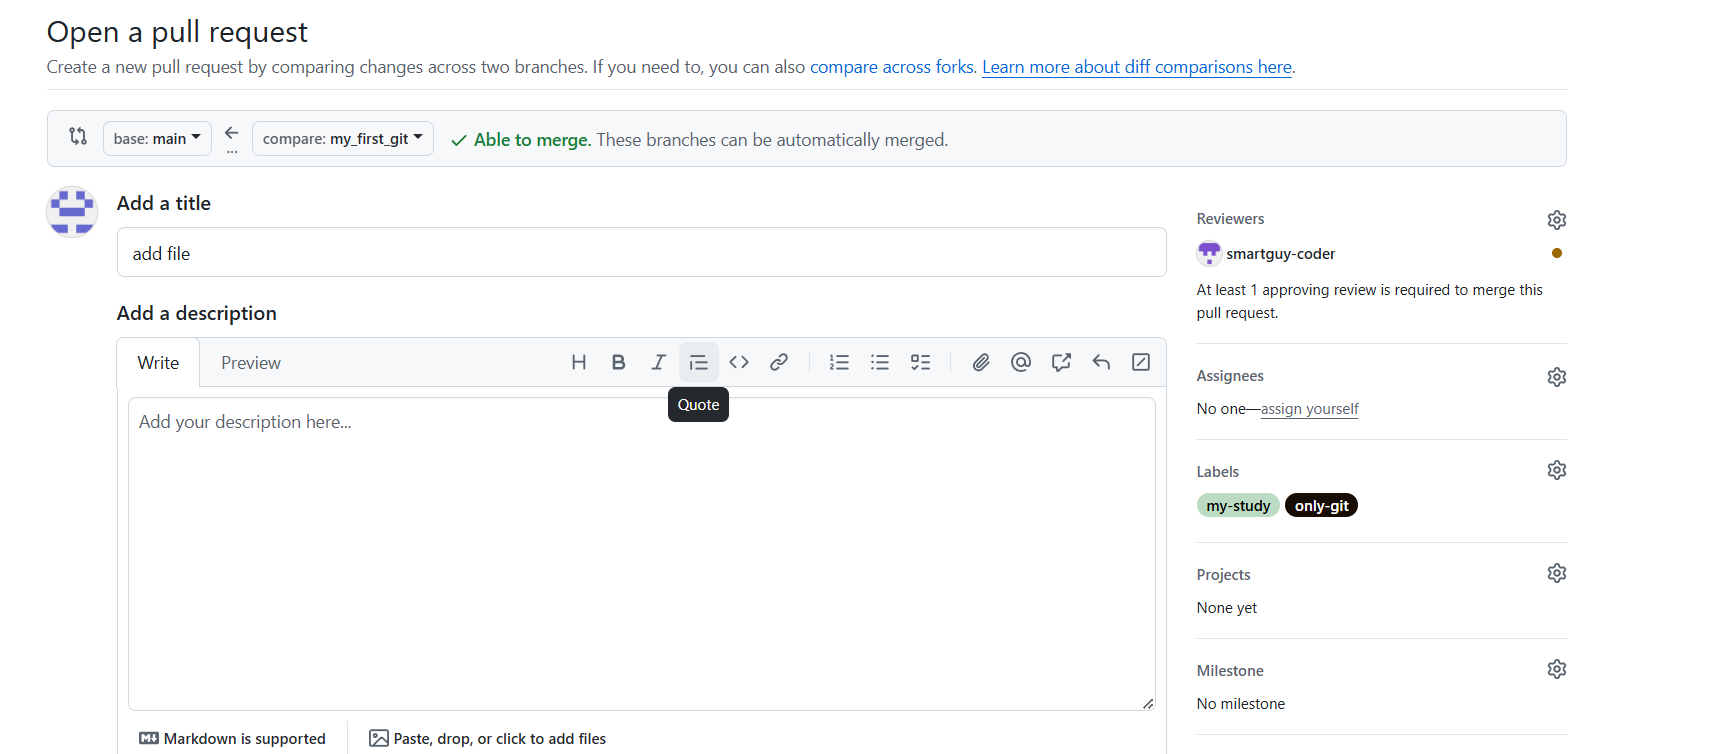 Open a pull request
Create a new pull request by comparing changes across two branches. If you need to, you can also compare across forks. Learn more about diff comparisons here.
base: main
...
compare: my_first_git
Able to merge. These branches can be automatically merged.
Add a title
add file
Add a description
Write
Preview
Quote
Add your description here...
Markdown is supported
Paste, drop, or click to add files
Reviewers
smartguy-coder
At least 1 approving review is required to merge this
pull request.
Assignees
No one—assign yourself
Labels
my-study only-git
Projects
None yet
Milestone
No milestone